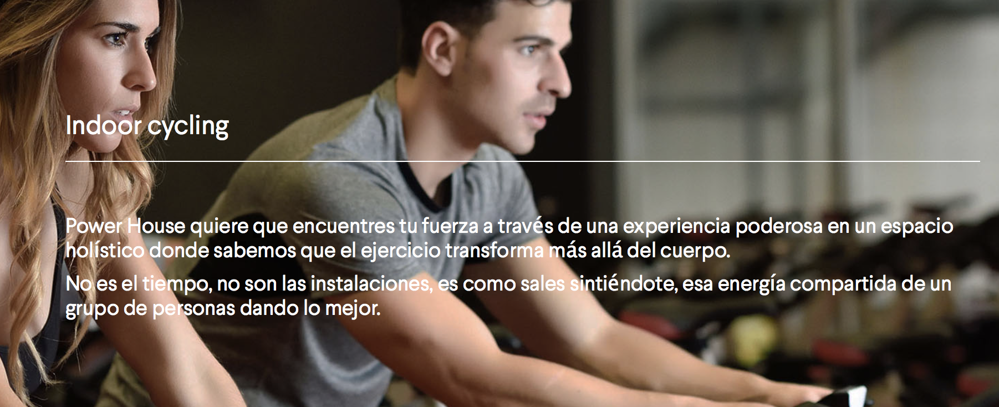 Indoor cycling
Power House quiere que encuentres tu fuerza a través de una experiencia poderosa en un espacio
holístico donde sabemos que el ejercicio transforma más allá del cuerpo.
No es el tiempo, no son las instalaciones, es como sales sintiéndote, esa energía compartida de un
grupo de personas dando lo mejor.